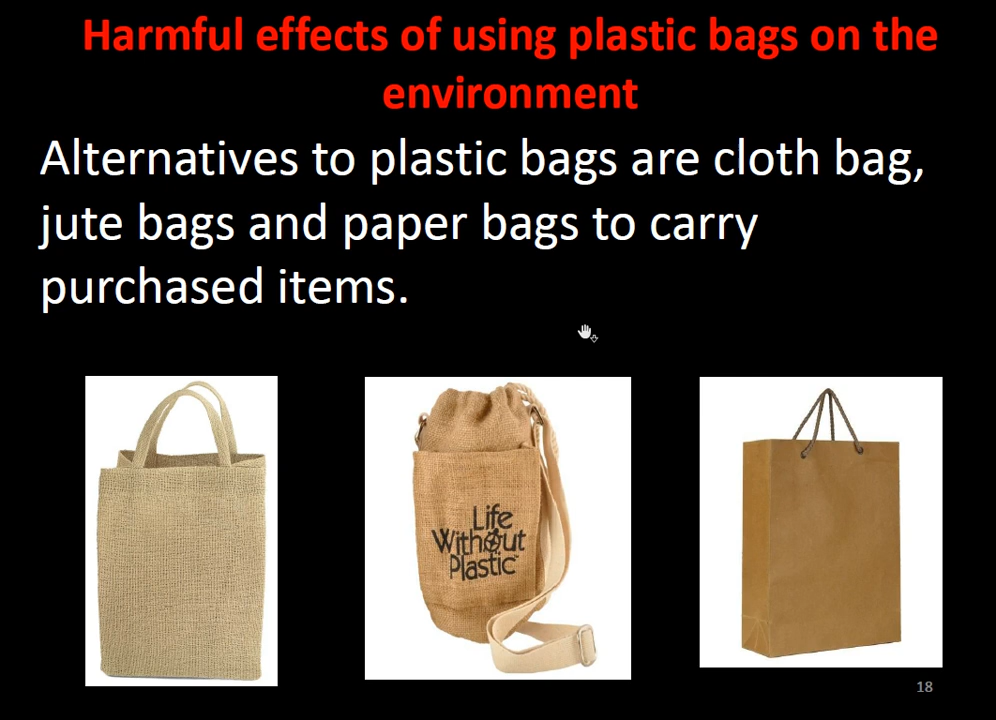 Harmful effects of using plastic bags on the
environment
Alternatives to plastic bags are cloth bag,
jute bags and paper bags to carry
purchased items.
Life
Without
Plastic™
18